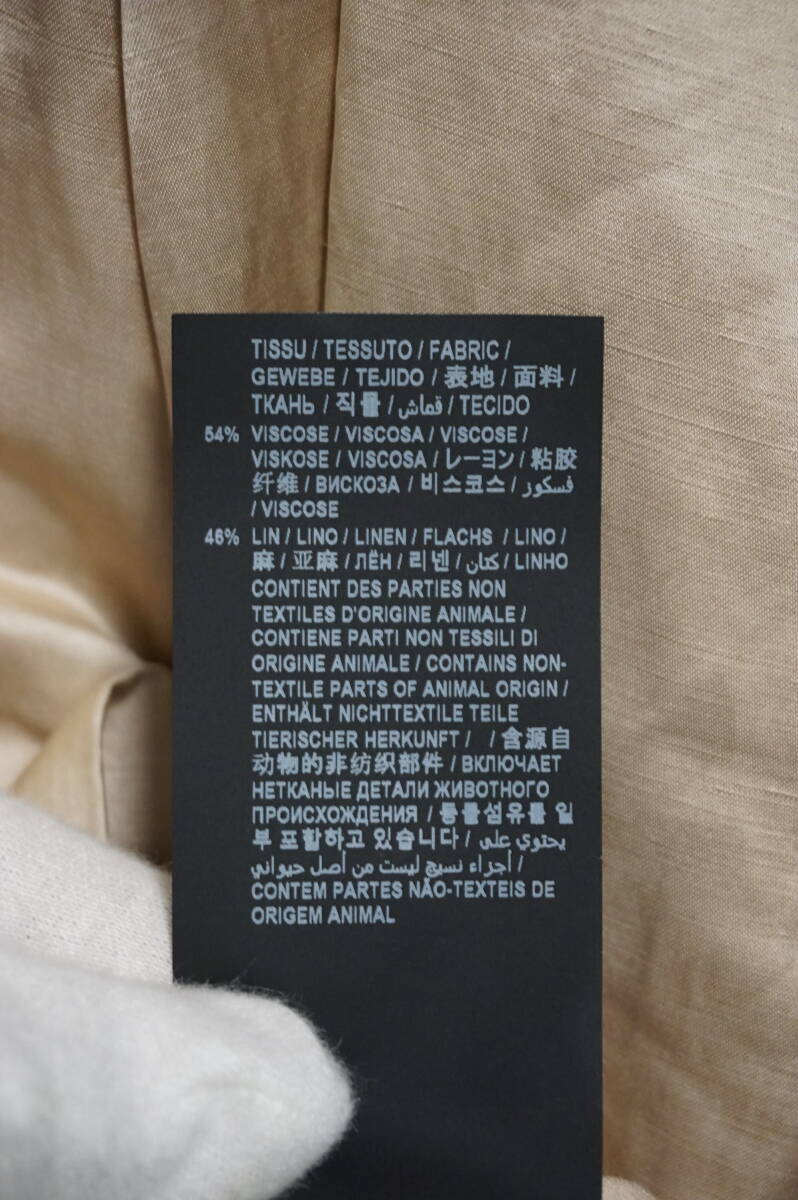 TISSU / TESSUTO / FABRIC /
GEWEBE / TEJIDO / 表地 / 面料 /
ТКАНЬ / 직물 / قماش / TECIDO
54% VISCOSE / VISCOSA / VISCOSE /
VISKOSE / VISCOSA / レーヨン / 粘胶
纤维 / ВИСКОЗА / 비스코스 / فسكوز
/ VISCOSE
46% LIN / LINO / LINEN / FLACHS / LINO /
麻 / 亚麻 / ЛЁН / 리넨 / كتان / LINHO
CONTIENT DES PARTIES NON
TEXTILES D'ORIGINE ANIMALE /
CONTIENE PARTI NON TESSILI DI
ORIGINE ANIMALE / CONTAINS NON-
TEXTILE PARTS OF ANIMAL ORIGIN /
ENTHÄLT NICHTTEXTILE TEILE
TIERISCHER HERKUNFT / / 含源自
动物的非纺织部件 / ВКЛЮЧАЕТ
НЕТКАНЫЕ ДЕТАЛИ ЖИВОТНОГО
ПРОИСХОЖДЕНИЯ / 동물섬유를 일
부 포함하고 있습니다 / يحتوي على
أجزاء نسيج ليست من أصل حيواني /
CONTEM PARTES NÃO-TEXTEIS DE
ORIGEM ANIMAL